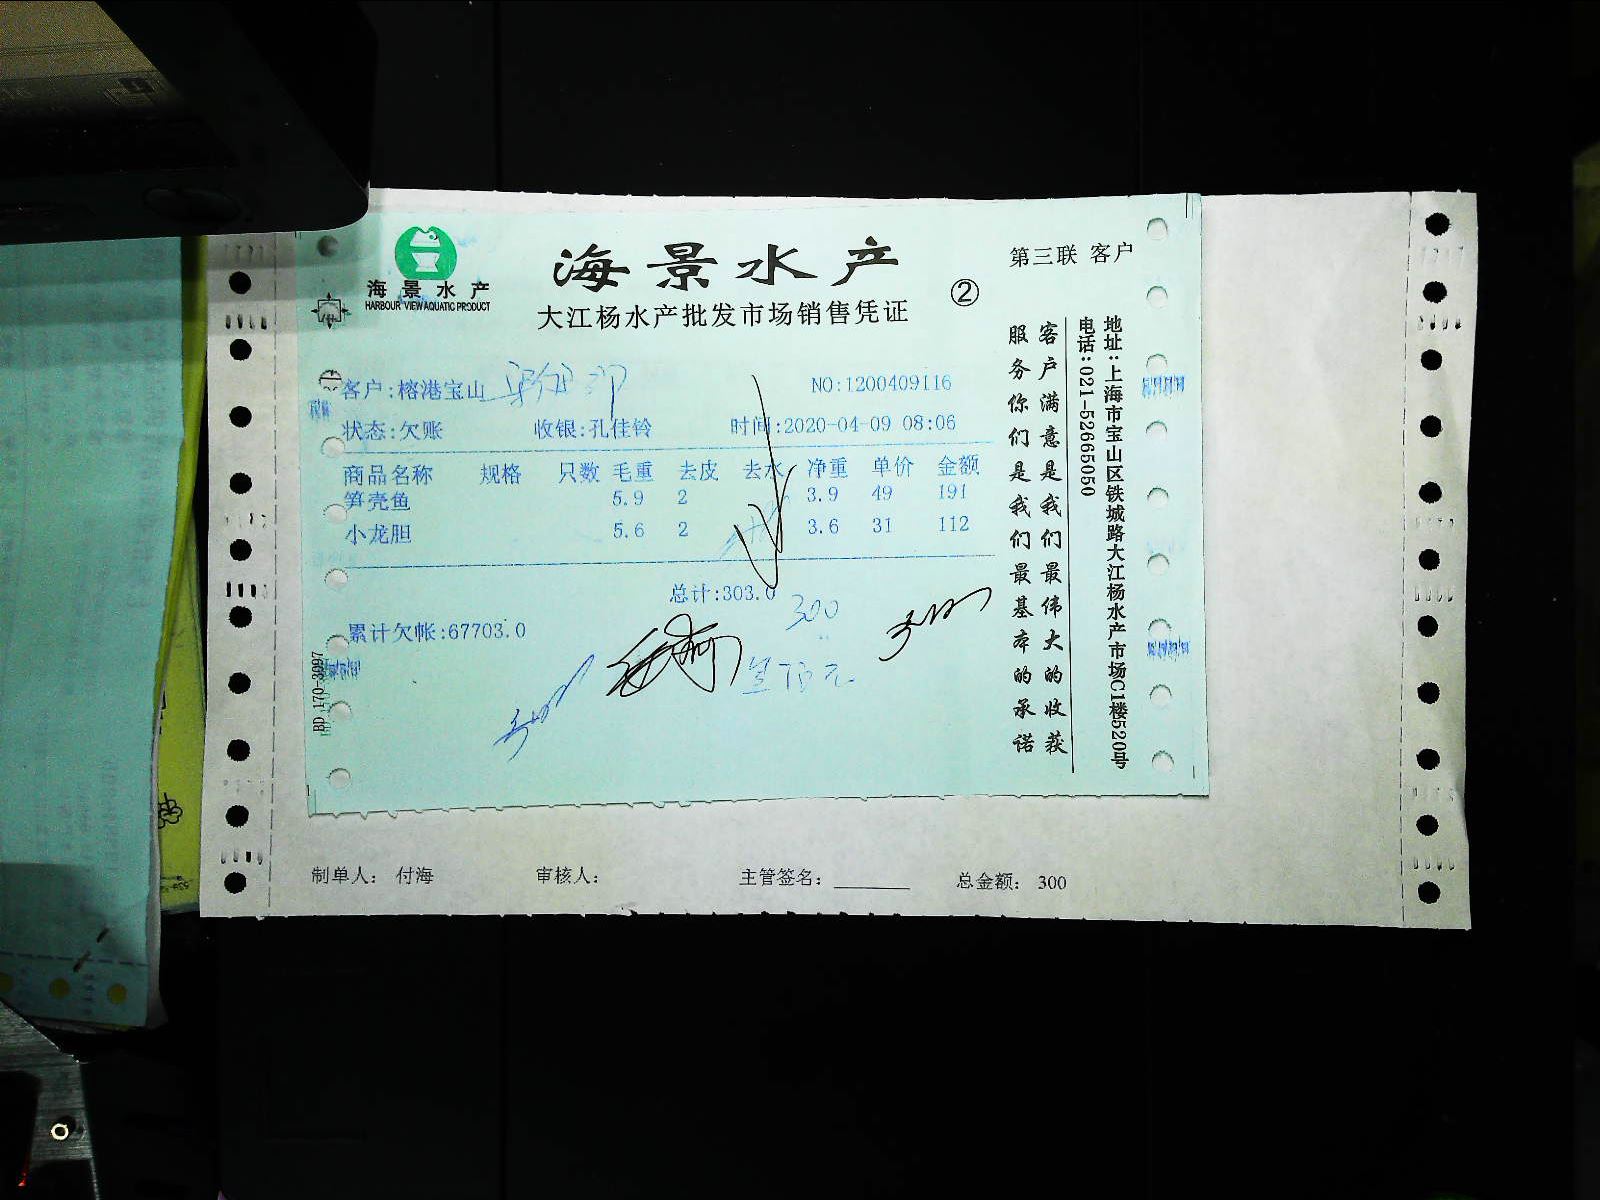 海景水产
HARBOUR VIEW AQUATIC PRODUCT
海景水产
大江杨水产批发市场销售凭证
②
第三联 客户
客户:榕港宝山
NO:1200409116
状态:欠账 收银:孔佳铃 时间:2020-04-09 08:06
商品名称 规格 只数 毛重 去皮 去水 净重 单价 金额
笋壳鱼 5.9 2 3.9 49 191
小龙胆 5.6 2 3.6 31 112
总计:303.0
300
累计欠帐:67703.0
BD 170-3097
客户满意是我们最伟大的收获
服务你们是我们最基本的承诺
地址:上海市宝山区铁城路大江杨水产市场C1楼520号
电话:021-52665050
制单人: 付海 审核人: 主管签名: 总金额: 300